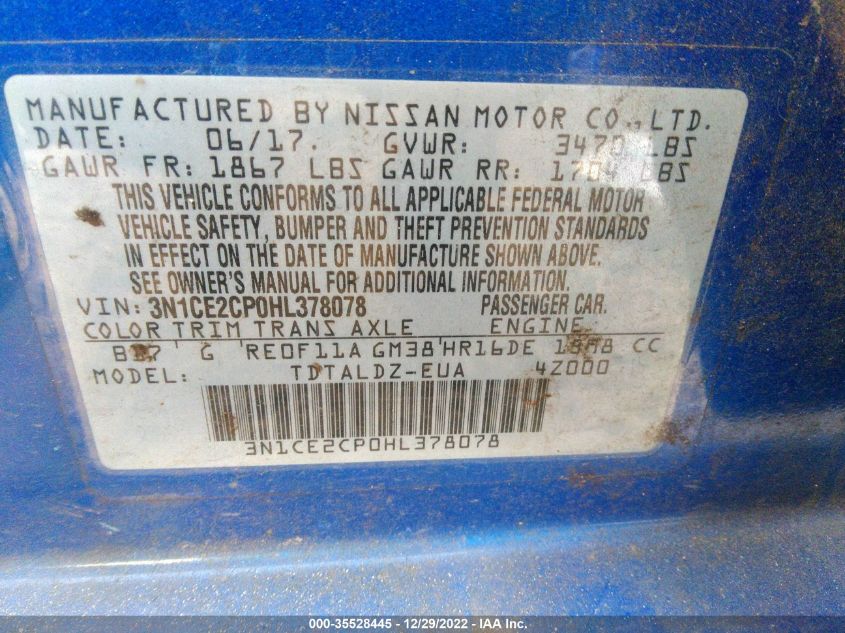 MANUFACTURED BY NISSAN MOTOR CO., LTD.
DATE: 06/17. GVWR: 3470 LBS
GAWR FR: 1867 LBS GAWR RR: 1704 LBS
THIS VEHICLE CONFORMS TO ALL APPLICABLE FEDERAL MOTOR
VEHICLE SAFETY, BUMPER AND THEFT PREVENTION STANDARDS
IN EFFECT ON THE DATE OF MANUFACTURE SHOWN ABOVE.
SEE OWNER'S MANUAL FOR ADDITIONAL INFORMATION.
VIN: 3N1CE2CP0HL378078 PASSENGER CAR.
COLOR TRIM TRANS AXLE ENGINE
G RE0F11A GM38 HR16DE CC
MODEL: TDTALDZ-EUA 4Z000
3N1CE2CP0HL378078
000-35528445 - 12/29/2022 - IAA Inc.